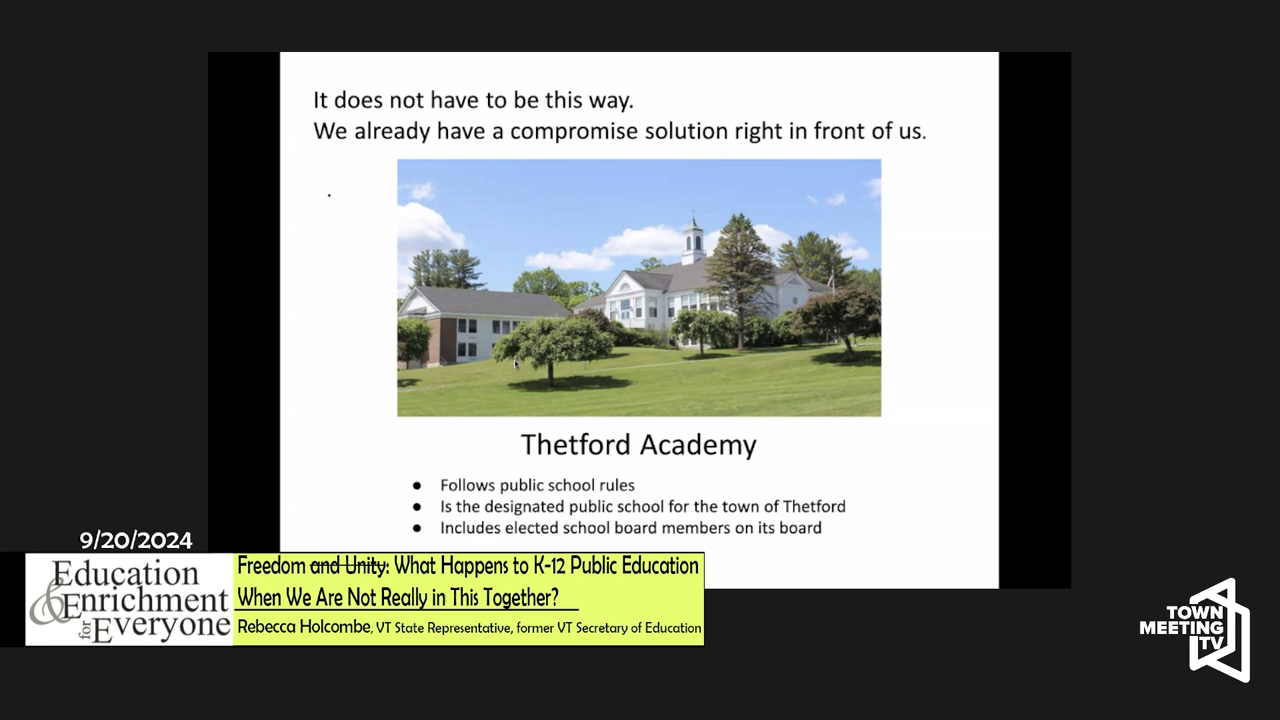 It does not have to be this way.
We already have a compromise solution right in front of us.
Thetford Academy
● Follows public school rules
● Is the designated public school for the town of Thetford
● Includes elected school board members on its board
9/20/2024
Education
& Enrichment
for Everyone
Freedom and Unity: What Happens to K-12 Public Education
When We Are Not Really in This Together?
Rebecca Holcombe, VT State Representative, former VT Secretary of Education
TOWN
MEETING
TV